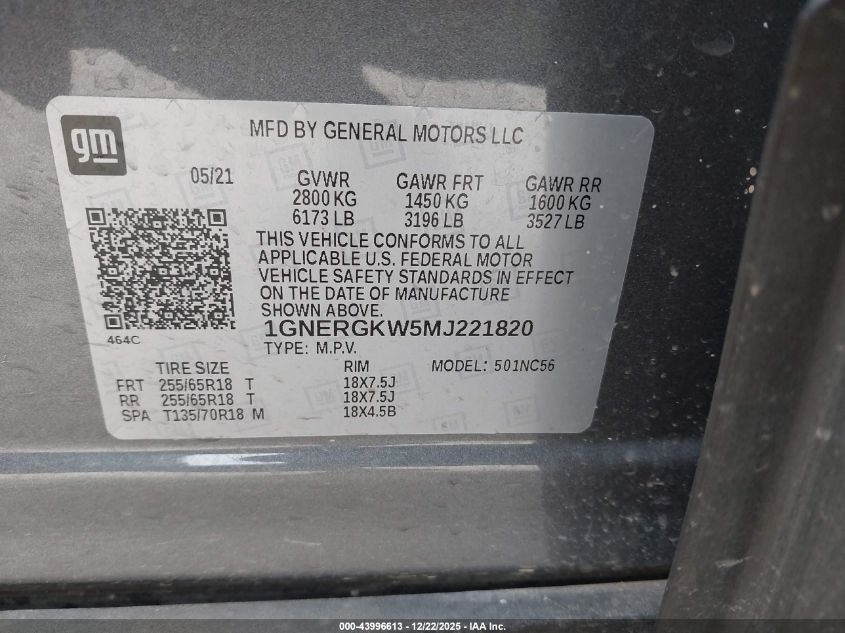 gm
MFD BY GENERAL MOTORS LLC
05/21 GVWR GAWR FRT GAWR RR
2800 KG 1450 KG 1600 KG
6173 LB 3196 LB 3527 LB
THIS VEHICLE CONFORMS TO ALL
APPLICABLE U.S. FEDERAL MOTOR
VEHICLE SAFETY STANDARDS IN EFFECT
ON THE DATE OF MANUFACTURE
SHOWN ABOVE.
464C
1GNERGKW5MJ221820
TYPE: M.P.V.
TIRE SIZE RIM MODEL: 501NC56
FRT 255/65R18 T 18X7.5J
RR 255/65R18 T 18X7.5J
SPA T135/70R18 M 18X4.5B
000-43996613 - 12/22/2025 - IAA Inc.